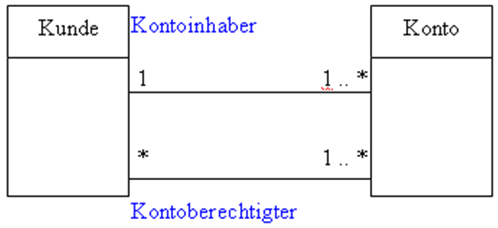 Kunde
Kontoinhaber
Konto
1
1 .. *
*
1 .. *
Kontoberechtigter